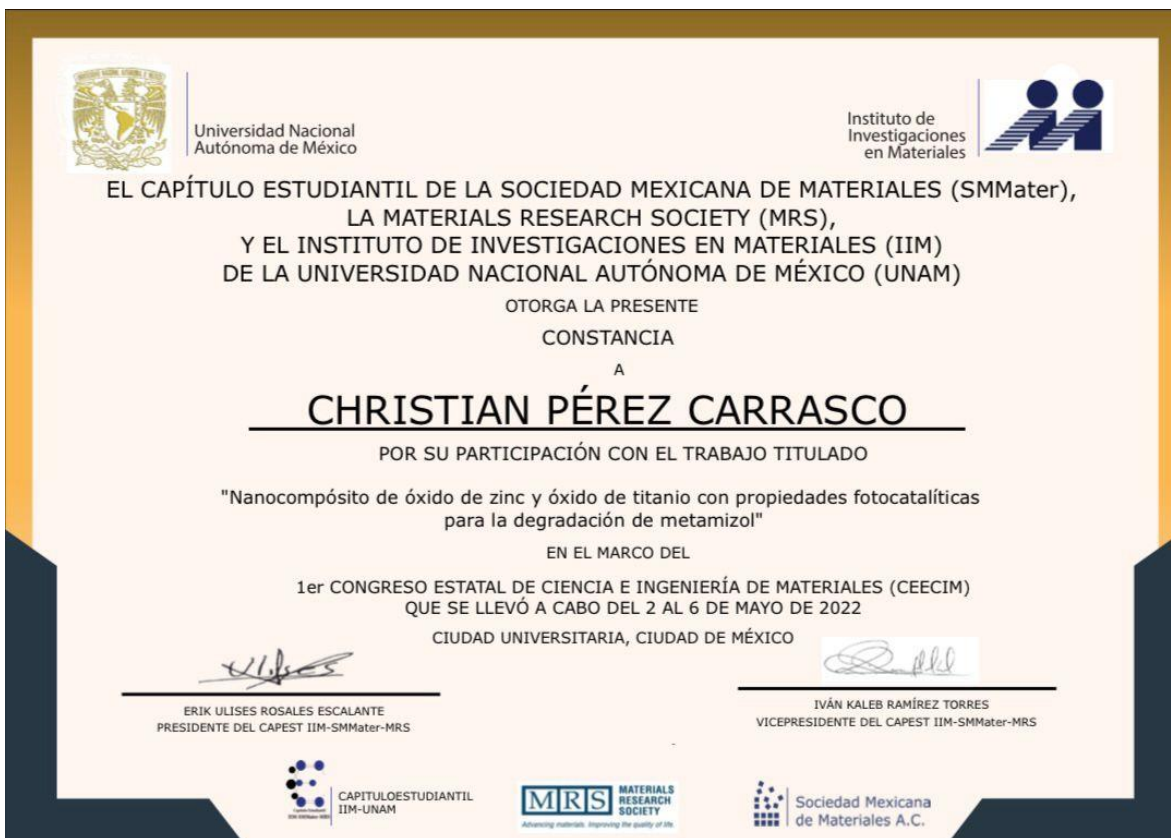 Universidad Nacional
Autónoma de México
Instituto de
Investigaciones
en Materiales
EL CAPÍTULO ESTUDIANTIL DE LA SOCIEDAD MEXICANA DE MATERIALES (SMMater),
LA MATERIALS RESEARCH SOCIETY (MRS),
Y EL INSTITUTO DE INVESTIGACIONES EN MATERIALES (IIM)
DE LA UNIVERSIDAD NACIONAL AUTÓNOMA DE MÉXICO (UNAM)
OTORGA LA PRESENTE
CONSTANCIA
A
CHRISTIAN PÉREZ CARRASCO
POR SU PARTICIPACIÓN CON EL TRABAJO TITULADO
"Nanocompósito de óxido de zinc y óxido de titanio con propiedades fotocatalíticas
para la degradación de metamizol"
EN EL MARCO DEL
1er CONGRESO ESTATAL DE CIENCIA E INGENIERÍA DE MATERIALES (CEECIM)
QUE SE LLEVÓ A CABO DEL 2 AL 6 DE MAYO DE 2022
CIUDAD UNIVERSITARIA, CIUDAD DE MÉXICO
Ulises
ERIK ULISES ROSALES ESCALANTE
PRESIDENTE DEL CAPEST IIM-SMMater-MRS
IVÁN KALEB RAMÍREZ TORRES
VICEPRESIDENTE DEL CAPEST IIM-SMMater-MRS
CAPITULOESTUDIANTIL
IIM-UNAM
MRS MATERIALS
RESEARCH
SOCIETY
Advancing materials. Improving the quality of life.
Sociedad Mexicana
de Materiales A.C.